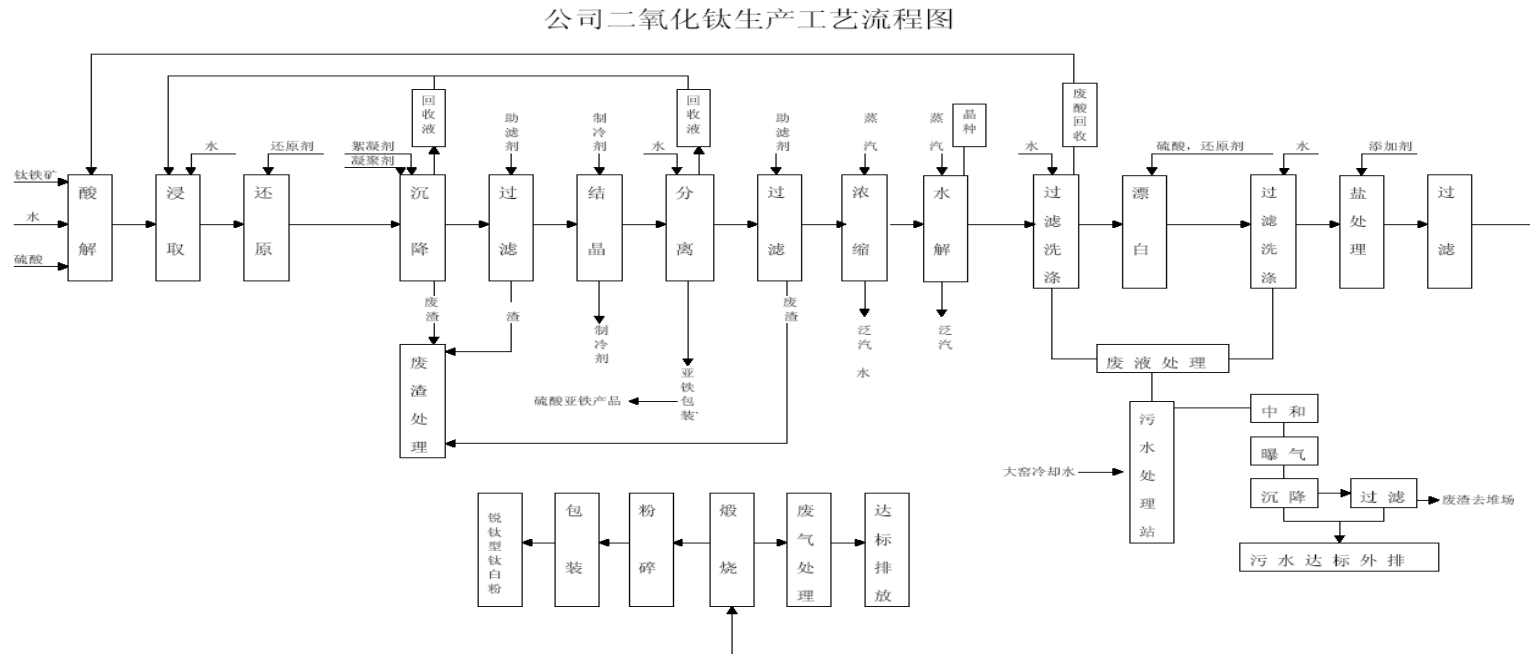 公司二氧化钛生产工艺流程图
回收液
回收液
废酸回收
助滤剂
制冷剂
助滤剂
蒸汽
蒸汽
晶种
水
还原剂
絮凝剂
凝聚剂
水
水
硫酸，还原剂
水
添加剂
钛铁矿
水
硫酸
酸解
浸取
还原
沉降
过滤
结晶
分离
过滤
浓缩
水解
过滤洗涤
漂白
过滤洗涤
盐处理
过滤
废渣
渣
制冷剂
废渣
泛汽水
泛汽
废渣处理
亚铁包装
硫酸亚铁产品
废液处理
污水处理站
大窑冷却水
中和
曝气
沉降
过滤
废渣去堆场
污水达标外排
锐钛型钛白粉
包装
粉碎
煅烧
废气处理
达标排放